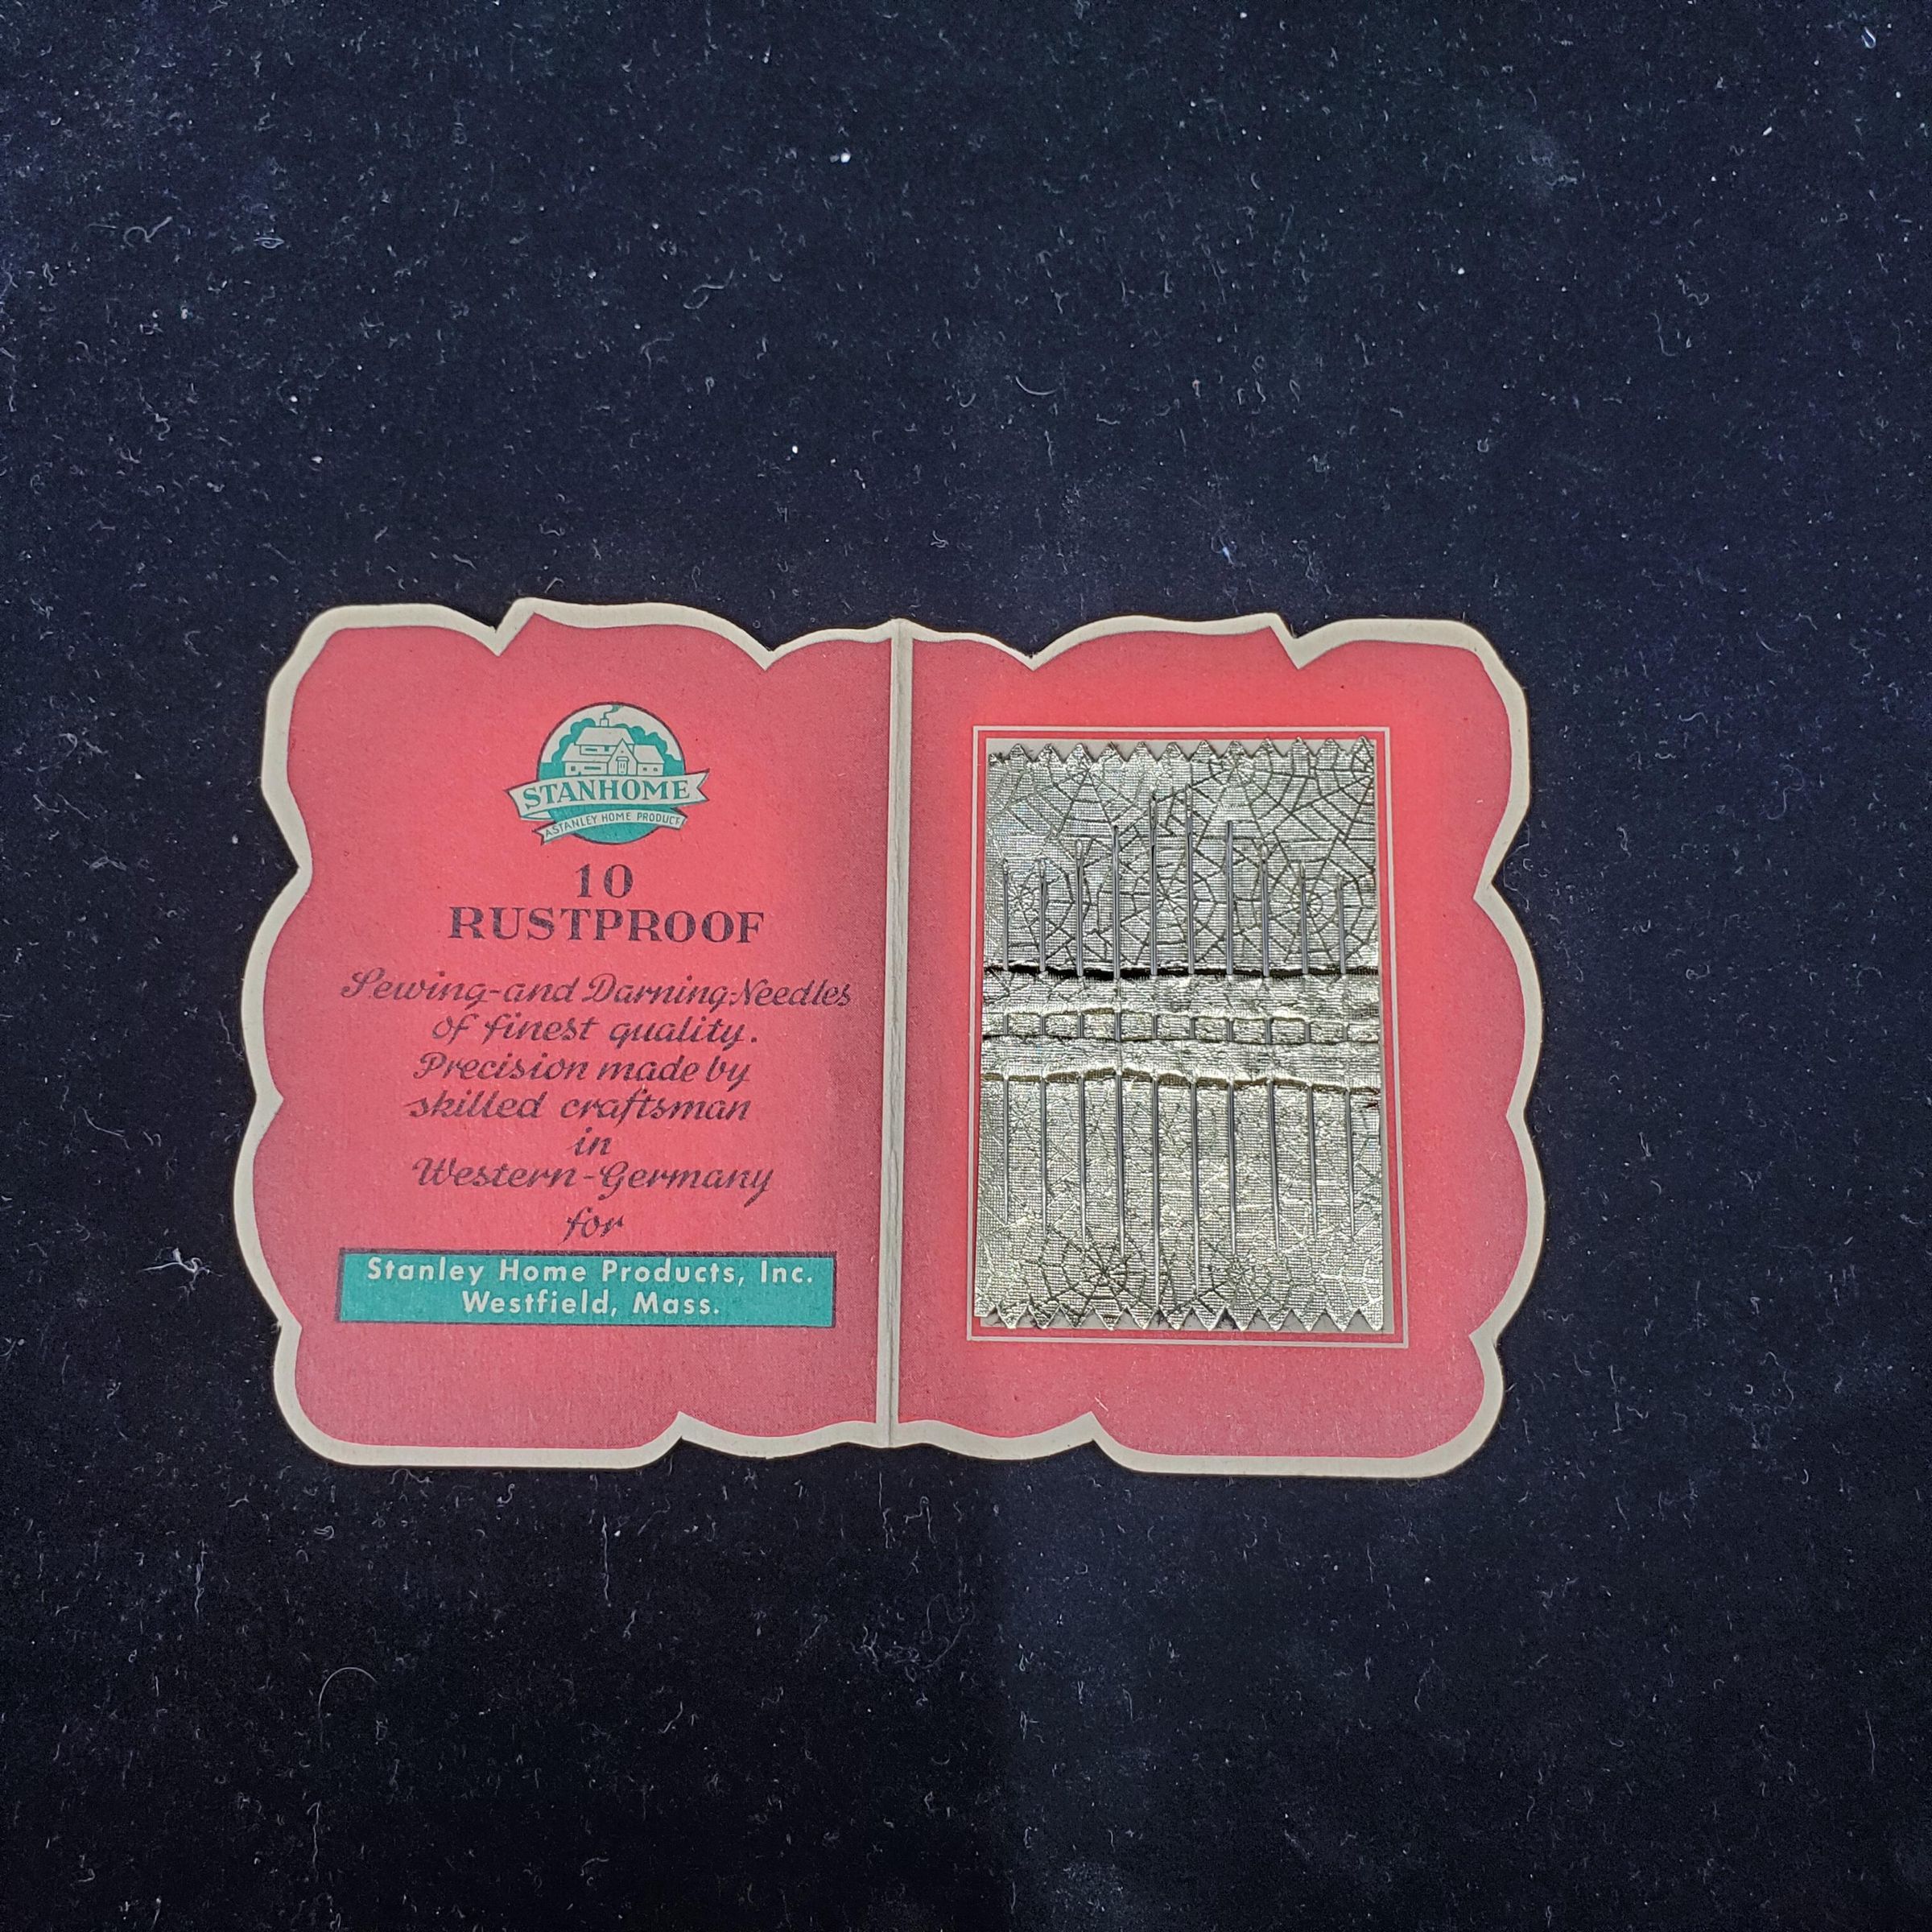 STANHOME
A STANLEY HOME PRODUCT
10
RUSTPROOF
Sewing-and Darning-Needles
of finest quality.
Precision made by
skilled craftsman
in
Western-Germany
for
Stanley Home Products, Inc.
Westfield, Mass.